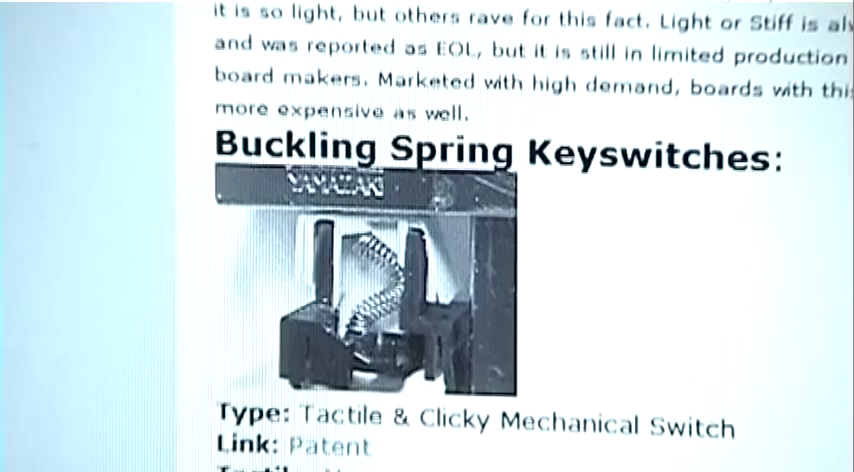 it is so light, but others rave for this fact. Light or Stiff is
and was reported as EOL, but it is still in limited production
board makers. Marketed with high demand, boards with
more expensive as well.
Buckling Spring Keyswitches:
YAMAZAKI
Type: Tactile & Clicky Mechanical Switch
Link: Patent